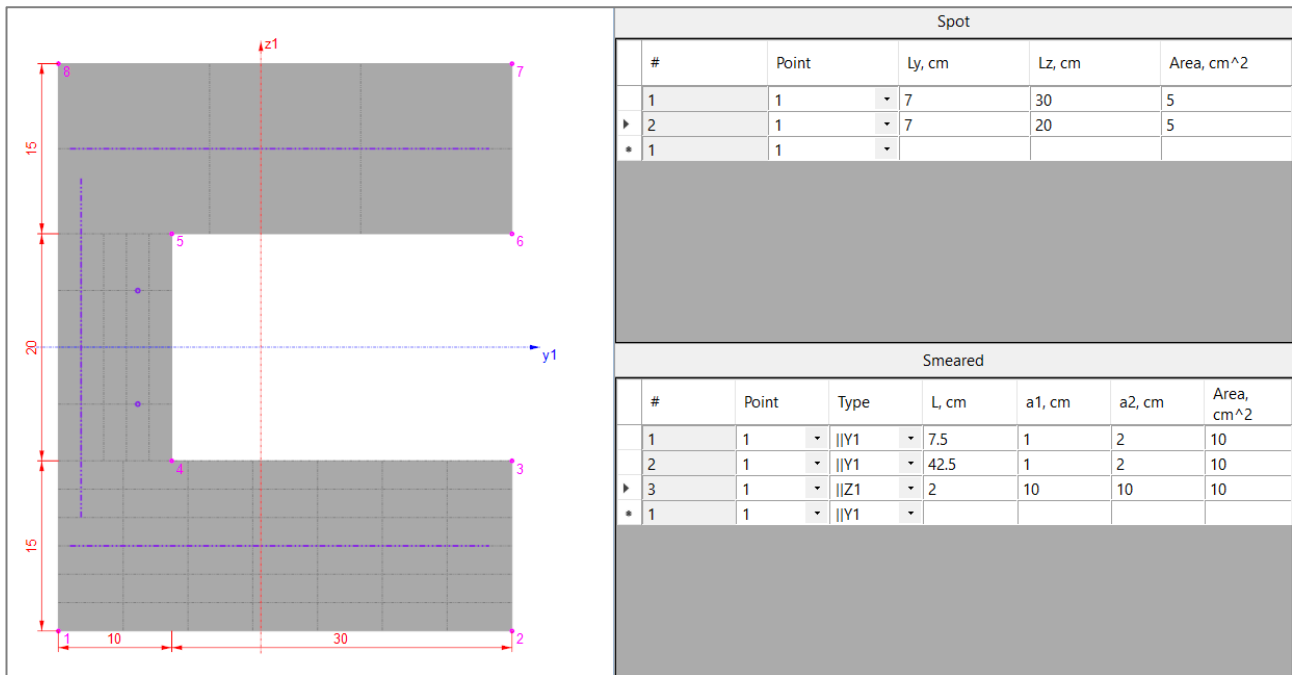 z1
8
7
15
5
6
20
y1
4
3
15
1
10
30
2
Spot
# Point Ly, cm Lz, cm Area, cm^2
1 1 7 30 5
2 1 7 20 5
1 1
Smeared
# Point Type L, cm a1, cm a2, cm Area,
cm^2
1 1 ||Y1 7.5 1 2 10
2 1 ||Y1 42.5 1 2 10
3 1 ||Z1 2 10 10 10
1 1 ||Y1